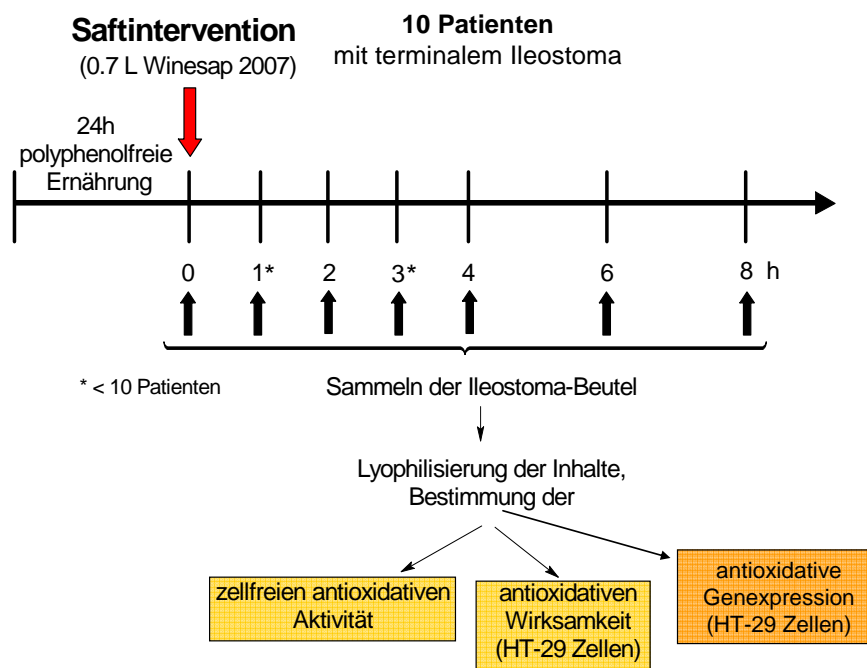 Saftintervention
(0.7 L Winesap 2007)
10 Patienten
mit terminalem Ileostoma
24h
polyphenolfreie
Ernährung
0 1* 2 3* 4 6 8 h
* < 10 Patienten
Sammeln der Ileostoma-Beutel
Lyophilisierung der Inhalte,
Bestimmung der
zellfreien antioxidativen
Aktivität
antioxidativen
Wirksamkeit
(HT-29 Zellen)
antioxidative
Genexpression
(HT-29 Zellen)